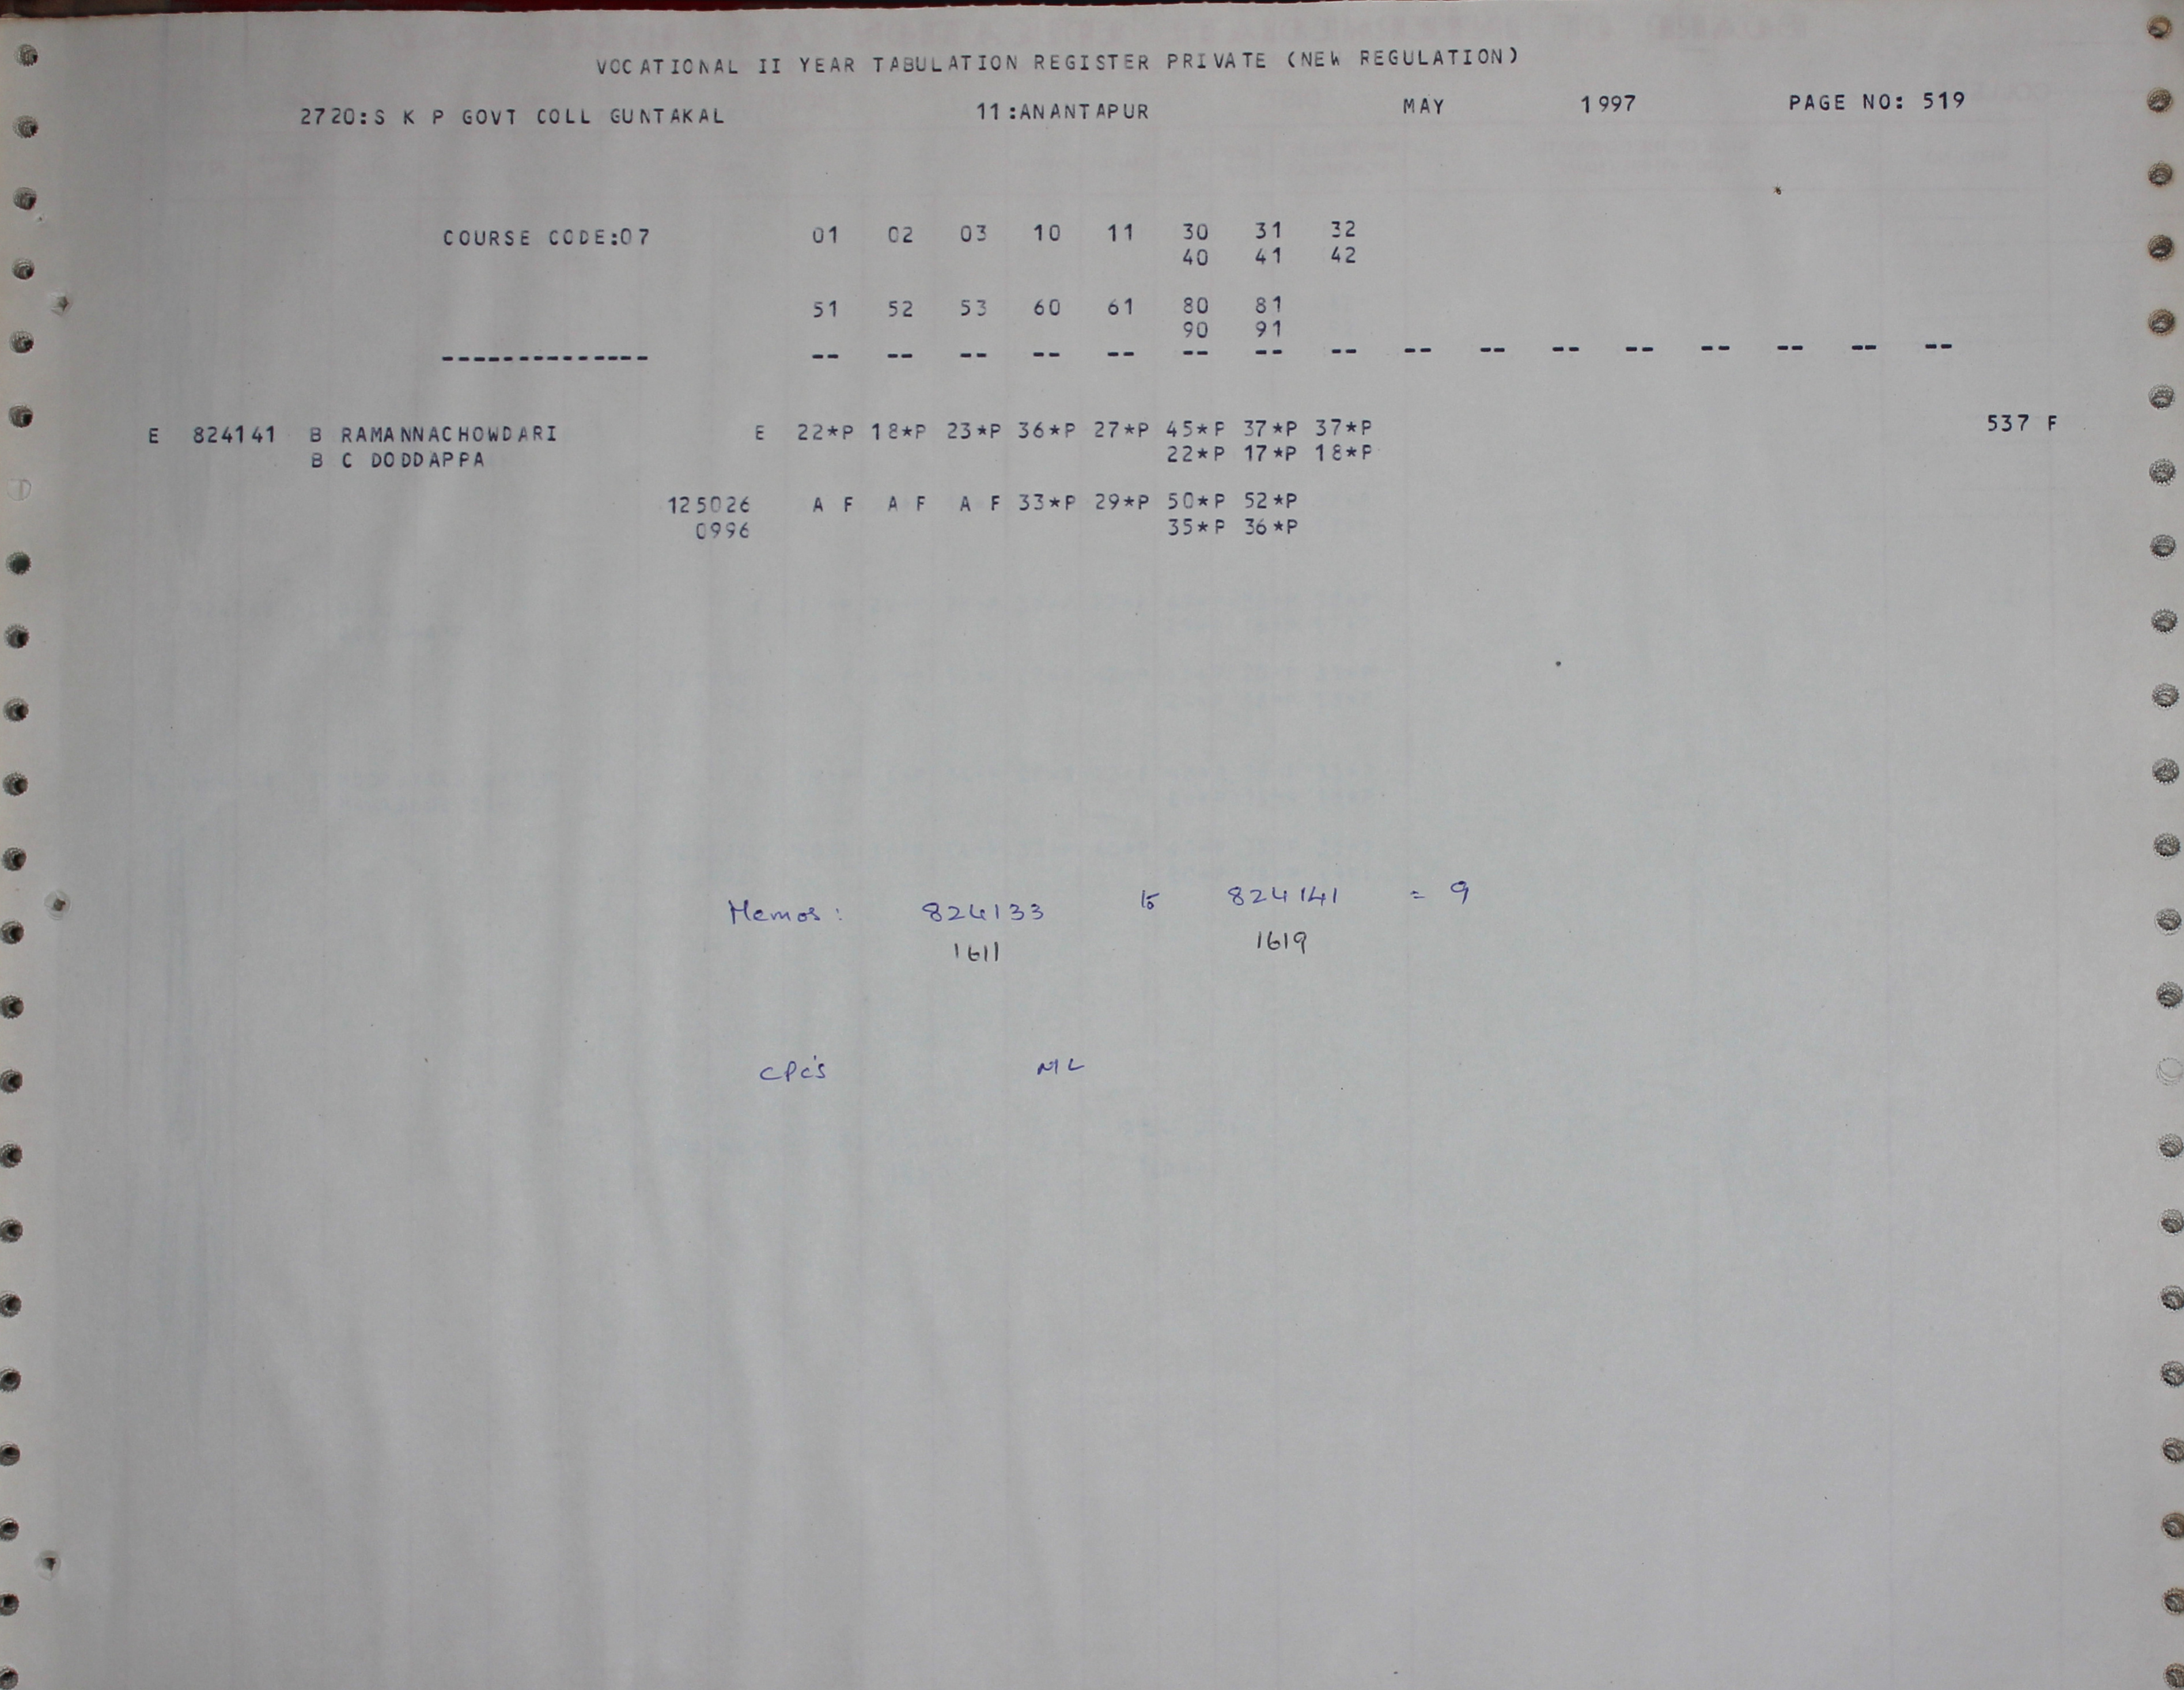 VOCATIONAL II YEAR TABULATION REGISTER PRIVATE (NEW REGULATION)
2720:S K P GOVT COLL GUNTAKAL 11:ANANTAPUR MAY 1997 PAGE NO: 519
COURSE CODE:07 01 02 03 10 11 30 31 32
40 41 42
51 52 53 60 61 80 81
90 91
-------------- -- -- -- -- -- -- -- -- -- -- -- -- -- -- -- --
E 824141 B RAMANNACHOWDARI E 22*P 18*P 23*P 36*P 27*P 45*P 37*P 37*P 537 F
B C DODDAPPA 22*P 17*P 18*P
125026 A F A F A F 33*P 29*P 50*P 52*P
0996 35*P 36*P
Memos: 824133 to 824141 = 9
1611 1619
CPC's NIL